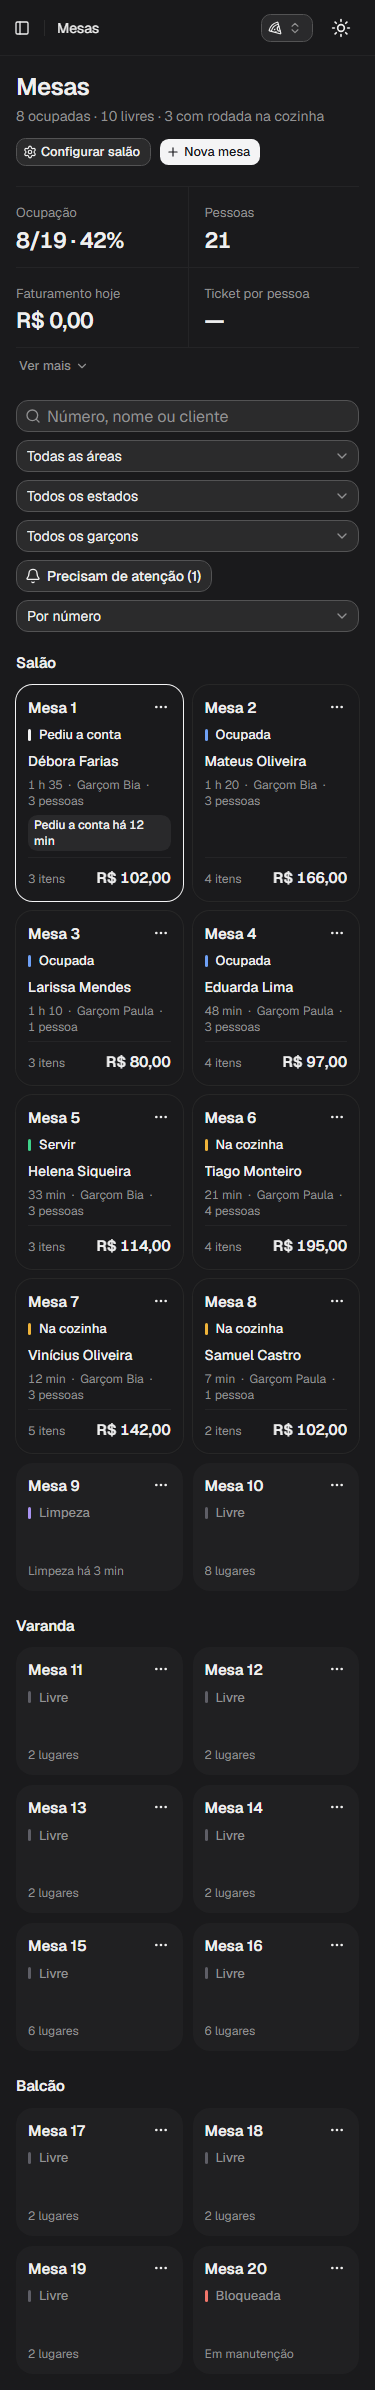 Mesas
Mesas
8 ocupadas · 10 livres · 3 com rodada na cozinha
Configurar salão
Nova mesa
Ocupação
8/19 · 42%
Pessoas
21
Faturamento hoje
R$ 0,00
Ticket por pessoa
—
Ver mais
Número, nome ou cliente
Todas as áreas
Todos os estados
Todos os garçons
Precisam de atenção (1)
Por número
Salão
Mesa 1
Pediu a conta
Débora Farias
1 h 35 · Garçom Bia ·
3 pessoas
Pediu a conta há 12
min
3 itens
R$ 102,00
Mesa 2
Ocupada
Mateus Oliveira
1 h 20 · Garçom Bia ·
3 pessoas
4 itens
R$ 166,00
Mesa 3
Ocupada
Larissa Mendes
1 h 10 · Garçom Paula ·
1 pessoa
3 itens
R$ 80,00
Mesa 4
Ocupada
Eduarda Lima
48 min · Garçom Paula ·
3 pessoas
4 itens
R$ 97,00
Mesa 5
Servir
Helena Siqueira
33 min · Garçom Bia ·
3 pessoas
3 itens
R$ 114,00
Mesa 6
Na cozinha
Tiago Monteiro
21 min · Garçom Paula ·
4 pessoas
4 itens
R$ 195,00
Mesa 7
Na cozinha
Vinícius Oliveira
12 min · Garçom Bia ·
3 pessoas
5 itens
R$ 142,00
Mesa 8
Na cozinha
Samuel Castro
7 min · Garçom Paula ·
1 pessoa
2 itens
R$ 102,00
Mesa 9
Limpeza
Limpeza há 3 min
Mesa 10
Livre
8 lugares
Varanda
Mesa 11
Livre
2 lugares
Mesa 12
Livre
2 lugares
Mesa 13
Livre
2 lugares
Mesa 14
Livre
2 lugares
Mesa 15
Livre
6 lugares
Mesa 16
Livre
6 lugares
Balcão
Mesa 17
Livre
2 lugares
Mesa 18
Livre
2 lugares
Mesa 19
Livre
2 lugares
Mesa 20
Bloqueada
Em manutenção